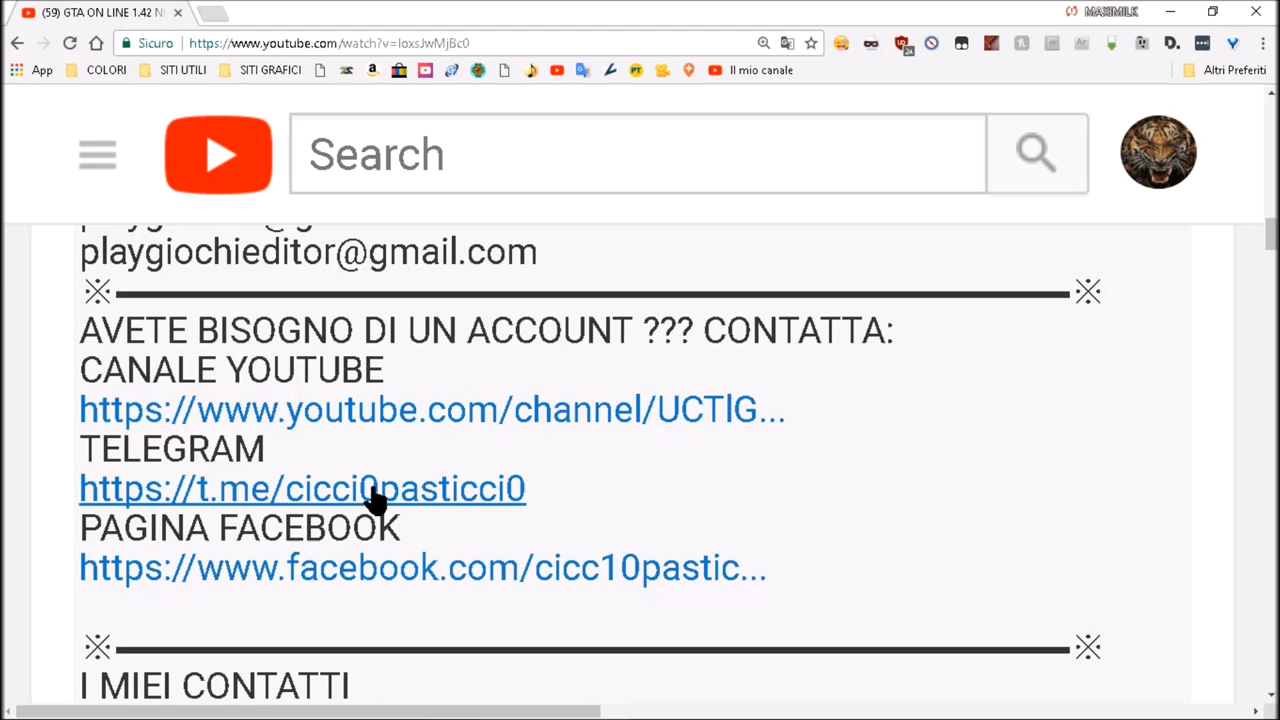 (59) GTA ON LINE 1.42
MAXIMILK
Sicuro
https://www.youtube.com/watch?v=loxsJwMjBc0
24
App
COLORI
SITI UTILI
SITI GRAFICI
Il mio canale
Altri Preferiti
Search
playgiochieditor@gmail.com
※━━━━━━━━━━━━━━━━━━━━━━━━※
AVETE BISOGNO DI UN ACCOUNT ??? CONTATTA:
CANALE YOUTUBE
https://www.youtube.com/channel/UCTlG...
TELEGRAM
https://t.me/cicci0pasticci0
PAGINA FACEBOOK
https://www.facebook.com/cicc10pastic...
※━━━━━━━━━━━━━━━━━━━━━━━━※
I MIEI CONTATTI